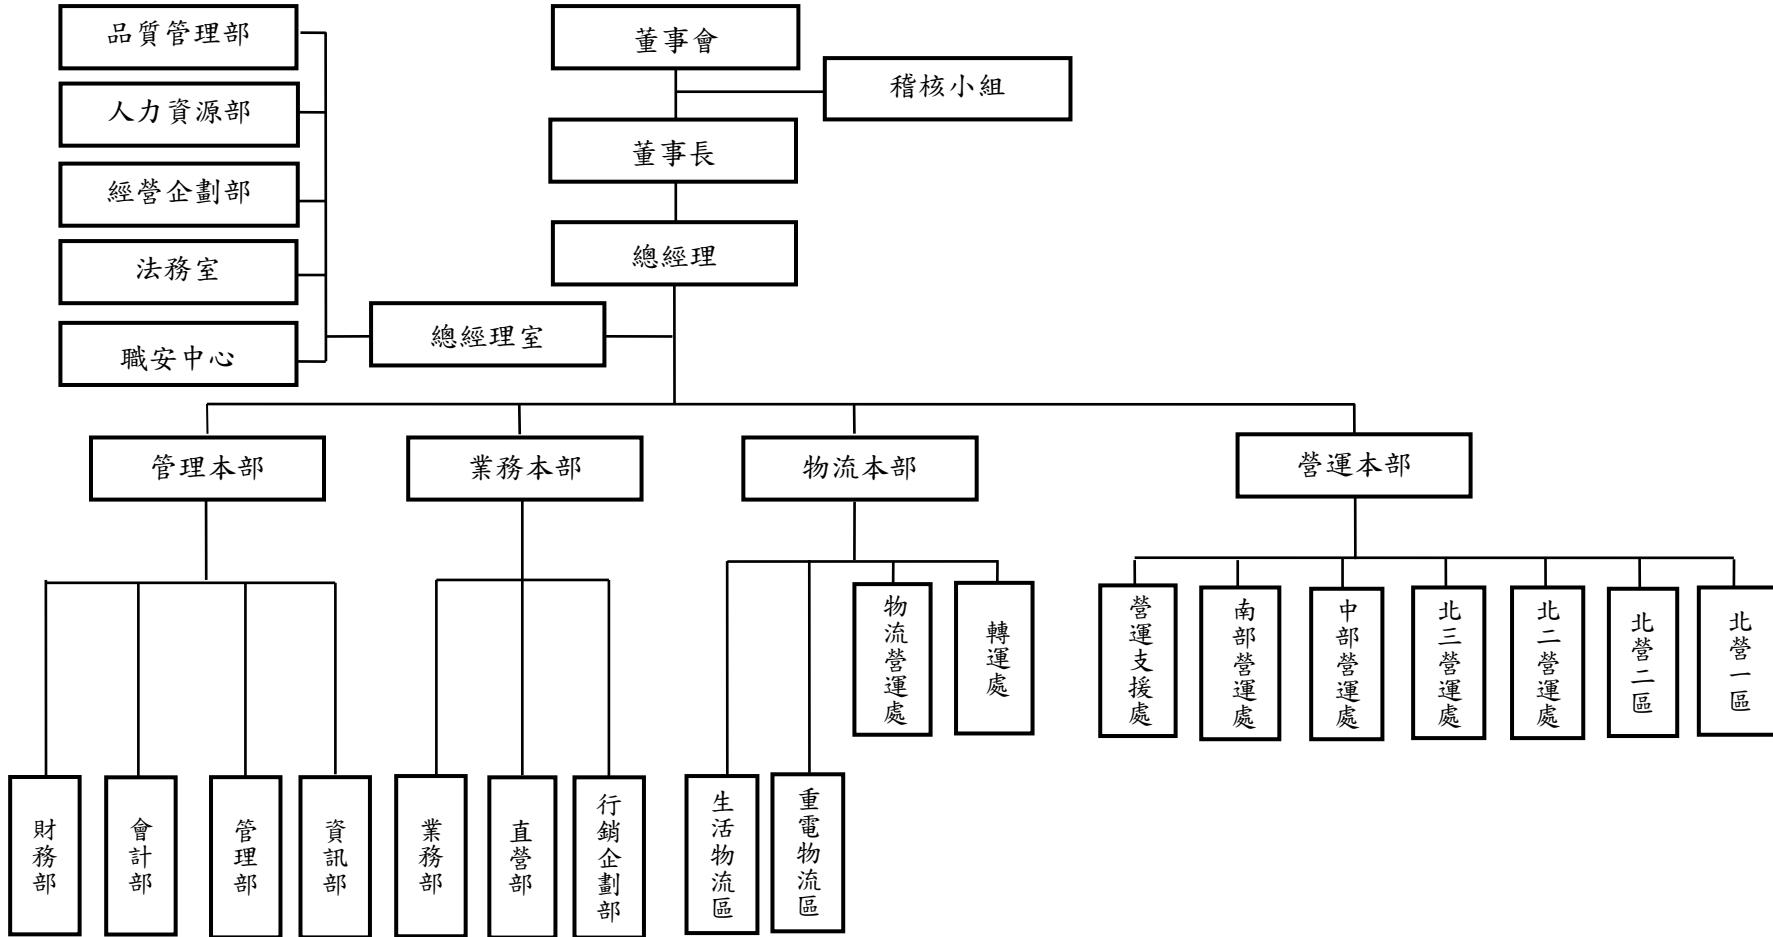 品質管理部
董事會
稽核小組
人力資源部
董事長
經營企劃部
總經理
法務室
總經理室
職安中心
管理本部
業務本部
物流本部
營運本部
物流營運處
轉運處
營運支援處
南部營運處
中部營運處
北三營運處
北二營運處
北營二區
北營一區
財務部
會計部
管理部
資訊部
業務部
直營部
行銷企劃部
生活物流區
重電物流區